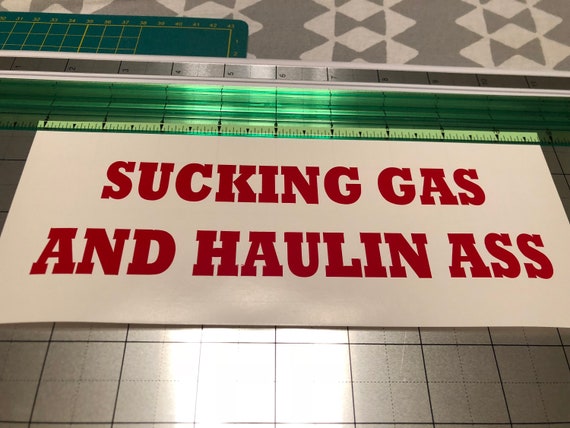 SUCKING GAS
AND HAULIN ASS